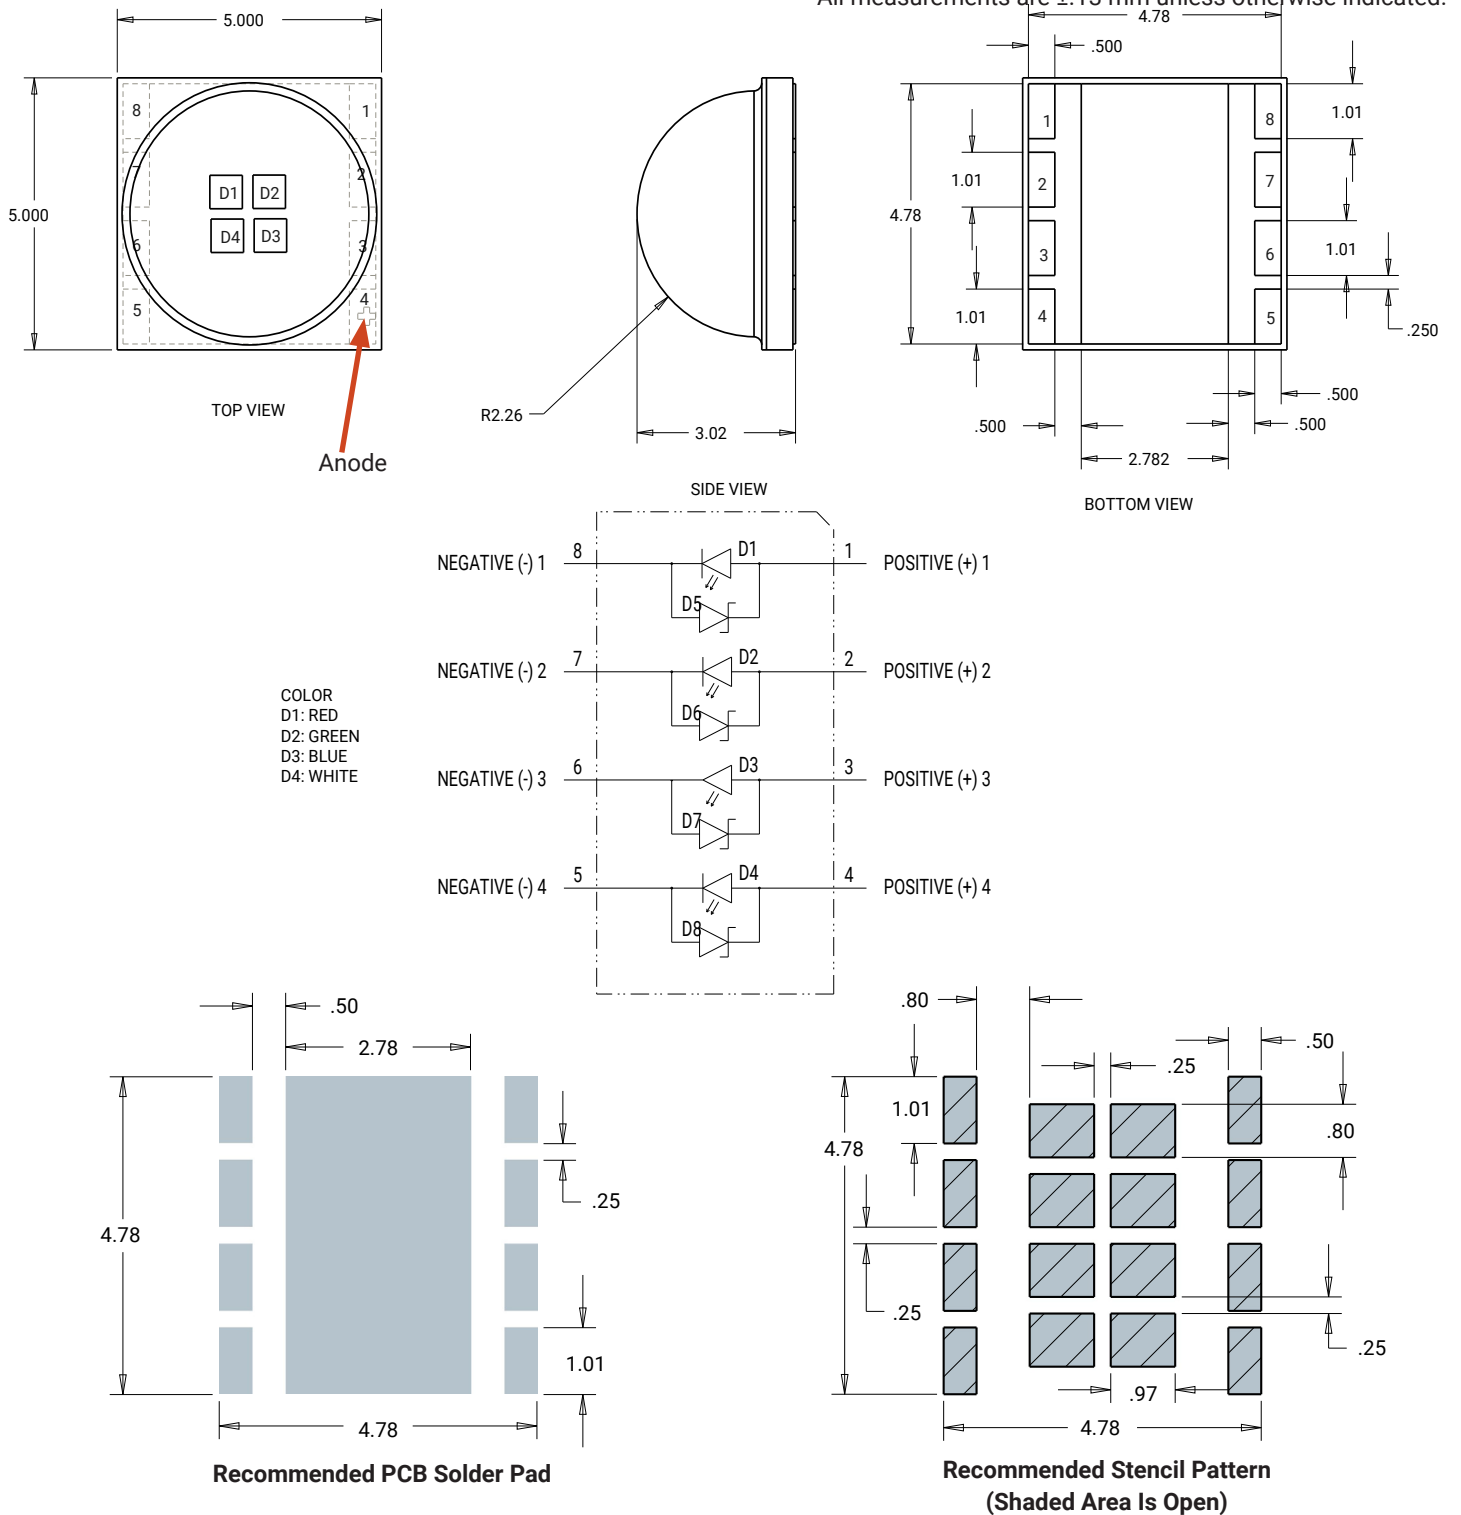 All measurements are ±.13 mm unless otherwise indicated.
5.000
5.000
8
1
2
6
3
5
4
D1
D2
D4
D3
TOP VIEW
Anode
R2.26
3.02
SIDE VIEW
4.78
.500
1.01
1.01
4.78
1.01
1.01
.250
1
2
3
4
8
7
6
5
.500
.500
.500
2.782
BOTTOM VIEW
NEGATIVE (-) 1
8
D1
1
POSITIVE (+) 1
D5
NEGATIVE (-) 2
7
D2
2
POSITIVE (+) 2
D6
NEGATIVE (-) 3
6
D3
3
POSITIVE (+) 3
D7
NEGATIVE (-) 4
5
D4
4
POSITIVE (+) 4
D8
COLOR
D1: RED
D2: GREEN
D3: BLUE
D4: WHITE
.50
2.78
4.78
.25
1.01
4.78
Recommended PCB Solder Pad
.80
.50
.25
1.01
.80
4.78
.25
.25
.97
4.78
Recommended Stencil Pattern
(Shaded Area Is Open)